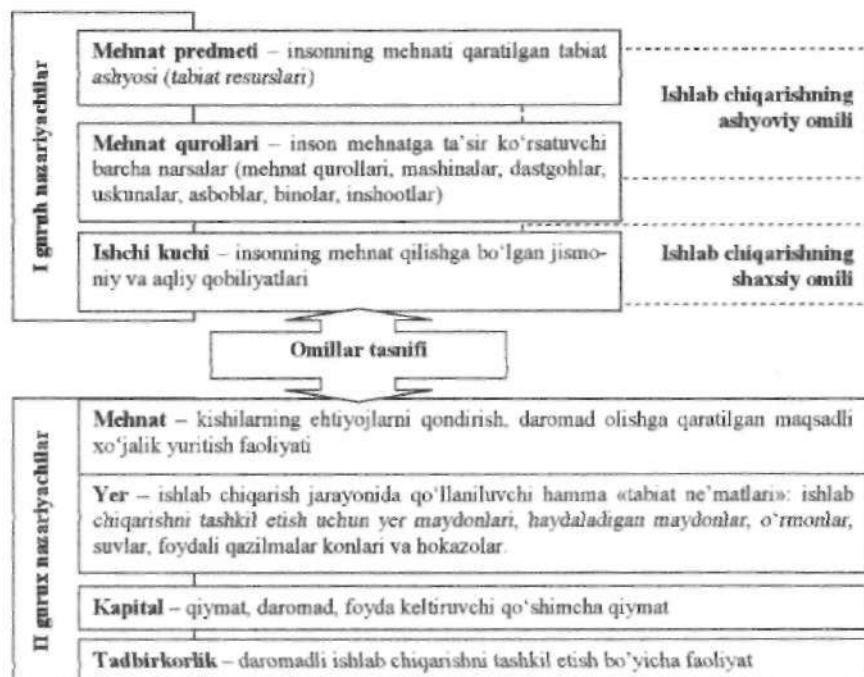 I guruh nazariyachilar
Mehnat predmeti – insonning mehnati qaratilgan tabiat
ashyosi (tabiat resurslari)
Mehnat qurollari – inson mehnatga ta'sir ko'rsatuvchi
barcha narsalar (mehnat qurollari, mashinalar, dastgohlar,
uskunalar, asboblar, binolar, inshootlar)
Ishlab chiqarishning
ashyoviy omili
Ishchi kuchi – insonning mehnat qilishga bo'lgan jismo-
niy va aqliy qobiliyatlari
Ishlab chiqarishning
shaxsiy omili
Omillar tasnifi
II gurux nazariyachilar
Mehnat – kishilarning ehtiyojlarni qondirish, daromad olishga qaratilgan maqsadli
xo'jalik yuritish faoliyati
Yer – ishlab chiqarish jarayonida qo'llaniluvchi hamma «tabiat ne'matlari»: ishlab
chiqarishni tashkil etish uchun yer maydonlari, haydaladigan maydonlar, o'rmonlar,
suvlar, foydali qazilmalar konlari va hokazolar.
Kapital – qiymat, daromad, foyda keltiruvchi qo'shimcha qiymat
Tadbirkorlik – daromadli ishlab chiqarishni tashkil etish bo'yicha faoliyat